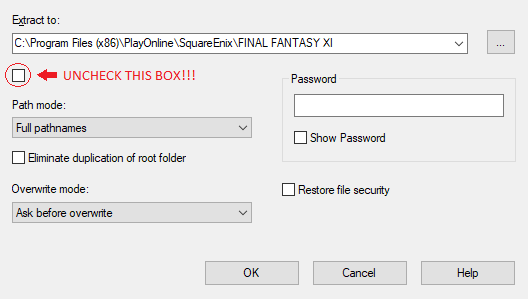 Extract to:
C:\Program Files (x86)\PlayOnline\SquareEnix\FINAL FANTASY XI
...
UNCHECK THIS BOX!!!
Password
Path mode:
Full pathnames
Show Password
Eliminate duplication of root folder
Overwrite mode:
Restore file security
Ask before overwrite
OK
Cancel
Help